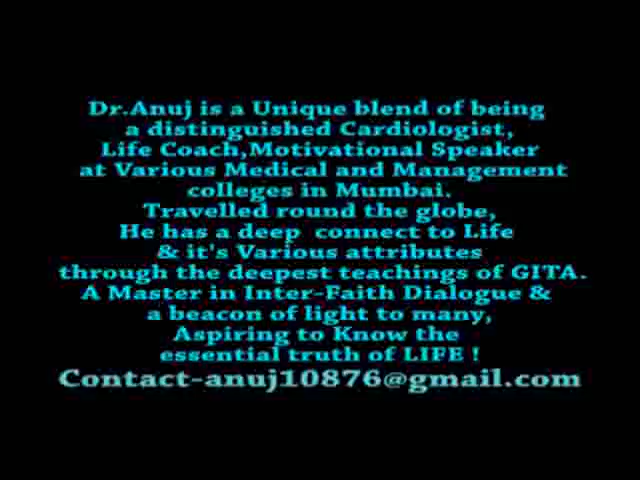 Dr.Anuj is a Unique blend of being
a distinguished Cardiologist,
Life Coach,Motivational Speaker
at Various Medical and Management
colleges in Mumbai.
Travelled round the globe,
He has a deep connect to Life
& it's Various attributes
through the deepest teachings of GITA.
A Master in Inter-Faith Dialogue &
a beacon of light to many,
Aspiring to Know the
essential truth of LIFE !
Contact-anuj10876@gmail.com